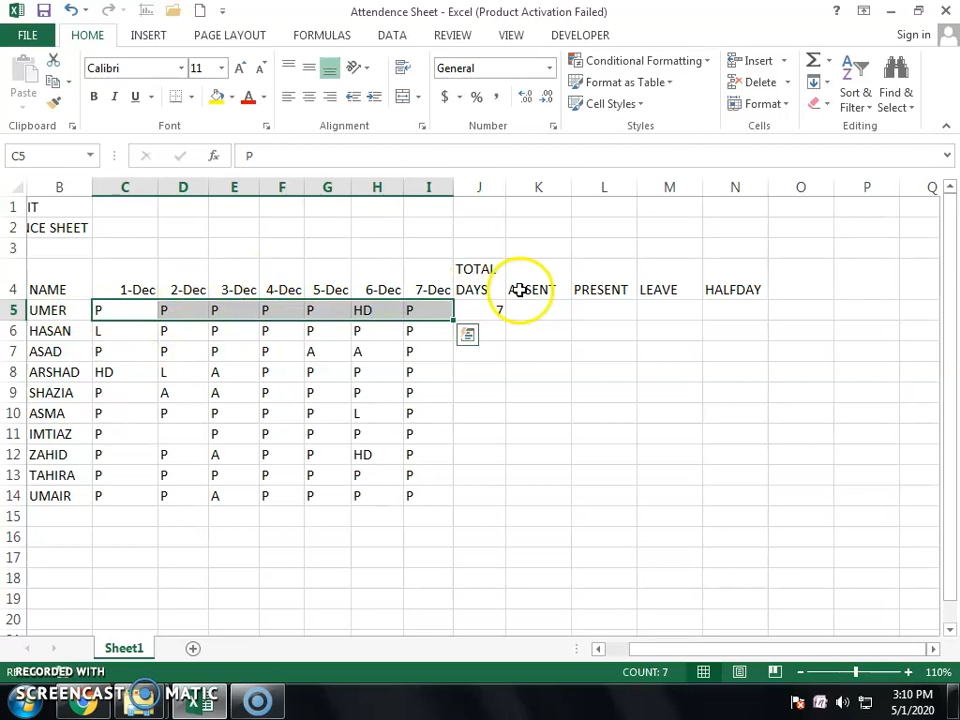 Attendence Sheet - Excel (Product Activation Failed)
FILE HOME INSERT PAGE LAYOUT FORMULAS DATA REVIEW VIEW DEVELOPER Sign in
Calibri 11 General Conditional Formatting Insert
Paste B I U $ % , Format as Table Delete Sort & Filter Find & Select
Cell Styles Format
Clipboard Font Alignment Number Styles Cells Editing
C5 fx P
B C D E F G H I J K L M N O P Q
1 IT
2 NCE SHEET
3
TOTAL
4 NAME 1-Dec 2-Dec 3-Dec 4-Dec 5-Dec 6-Dec 7-Dec DAYS ABSENT PRESENT LEAVE HALFDAY
5 UMER P P P P P HD P 7
6 HASAN L P P P P P P
7 ASAD P P P P A A P
8 ARSHAD HD L A P P P P
9 SHAZIA P A A P P P P
10 ASMA P P P P P L P
11 IMTIAZ P P P P P P
12 ZAHID P P A P P HD P
13 TAHIRA P P P P P P P
14 UMAIR P P A P P P P
15
16
17
18
19
20
Sheet1
RECORDED WITH COUNT: 7 110%
SCREENCAST MATIC 3:10 PM
5/1/2020